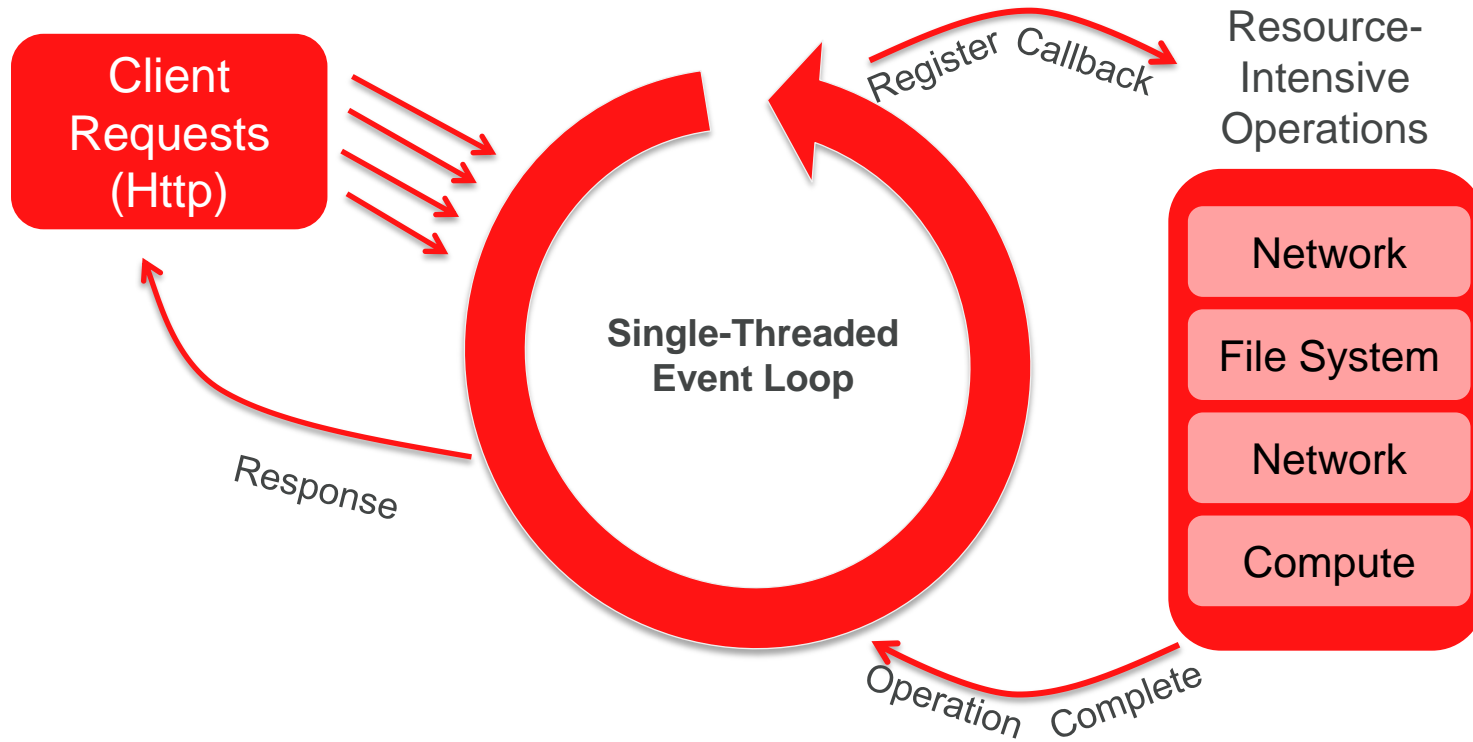 Client
Requests
(Http)
Register Callback
Resource-
Intensive
Operations
Network
File System
Network
Compute
Single-Threaded
Event Loop
Response
Operation Complete